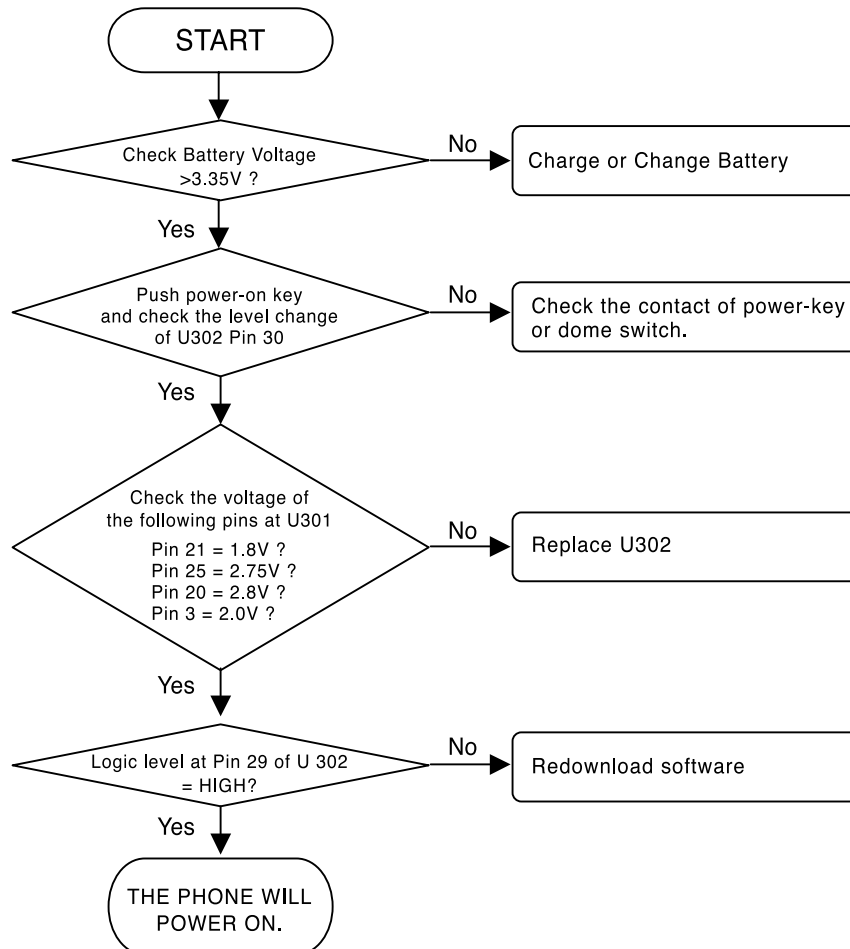 START
Check Battery Voltage
>3.35V ?
No
Charge or Change Battery
Yes
Push power-on key
and check the level change
of U302 Pin 30
No
Check the contact of power-key
or dome switch.
Yes
Check the voltage of
the following pins at U301
Pin 21 = 1.8V ?
Pin 25 = 2.75V ?
Pin 20 = 2.8V ?
Pin 3 = 2.0V ?
No
Replace U302
Yes
Logic level at Pin 29 of U 302
= HIGH?
No
Redownload software
Yes
THE PHONE WILL
POWER ON.